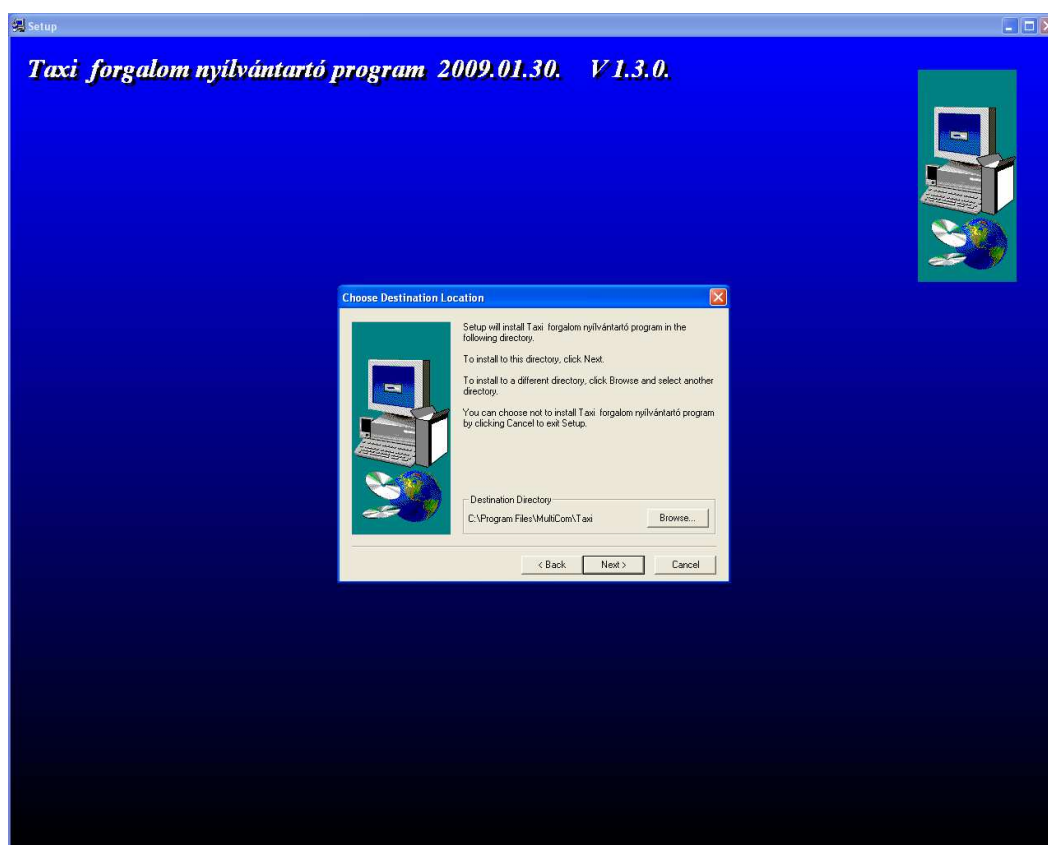 Setup
Taxi forgalom nyílvántartó program 2009.01.30. V 1.3.0.
Choose Destination Location
Setup will install Taxi forgalom nyílvántartó program in the
following directory.
To install to this directory, click Next.
To install to a different directory, click Browse and select another
directory.
You can choose not to install Taxi forgalom nyílvántartó program
by clicking Cancel to exit Setup.
Destination Directory
C:\Program Files\MultiCom\Taxi
Browse...
< Back
Next >
Cancel